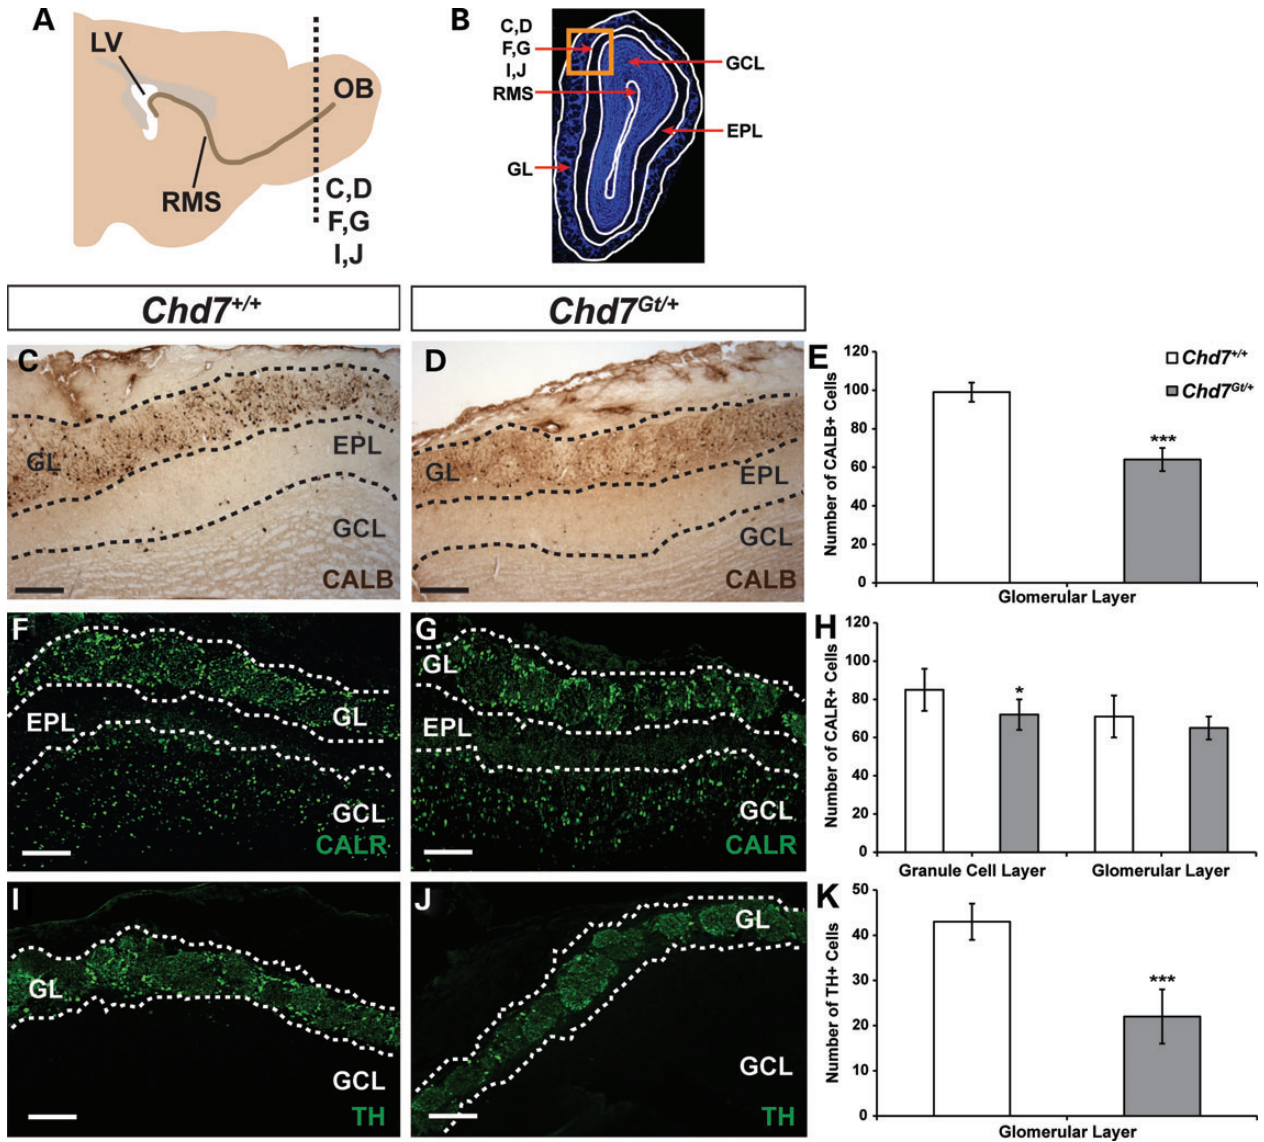 A
LV
OB
RMS
C,D
F,G
I,J
B
C,D
F,G
I,J
RMS
GL
GCL
EPL
Chd7+/+
Chd7Gt/+
C
GL
EPL
GCL
CALB
D
GL
EPL
GCL
CALB
E
Number of CALB+ Cells
120
100
80
60
40
20
0
***
Chd7+/+
Chd7Gt/+
Glomerular Layer
F
EPL
GL
GCL
CALR
G
GL
EPL
GCL
CALR
H
Number of CALR+ Cells
120
100
80
60
40
20
0
*
Granule Cell Layer
Glomerular Layer
I
GL
GCL
TH
J
GL
GCL
TH
K
Number of TH+ Cells
50
40
30
20
10
0
***
Glomerular Layer